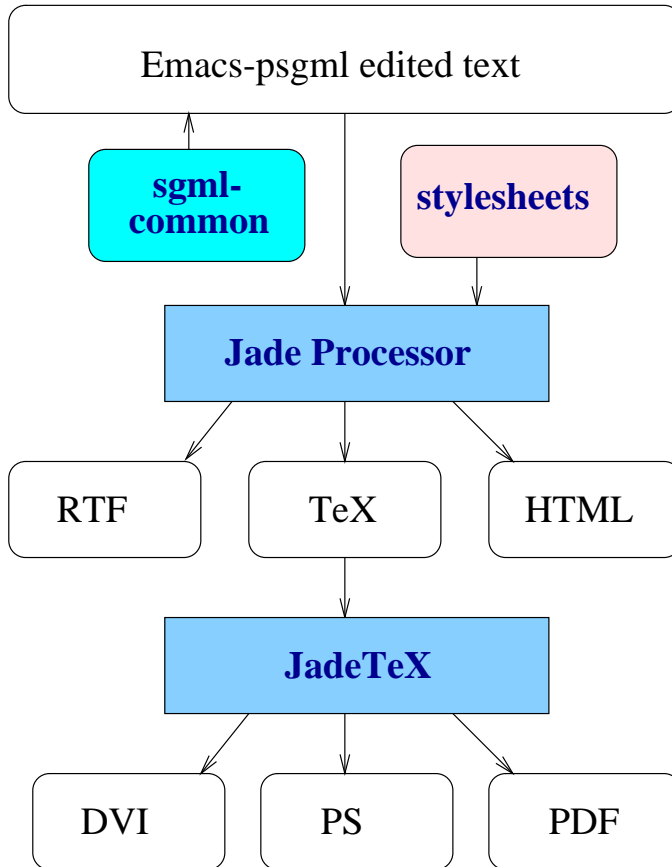 Emacs-psgml edited text
sgml-
common
stylesheets
Jade Processor
RTF
TeX
HTML
JadeTeX
DVI
PS
PDF